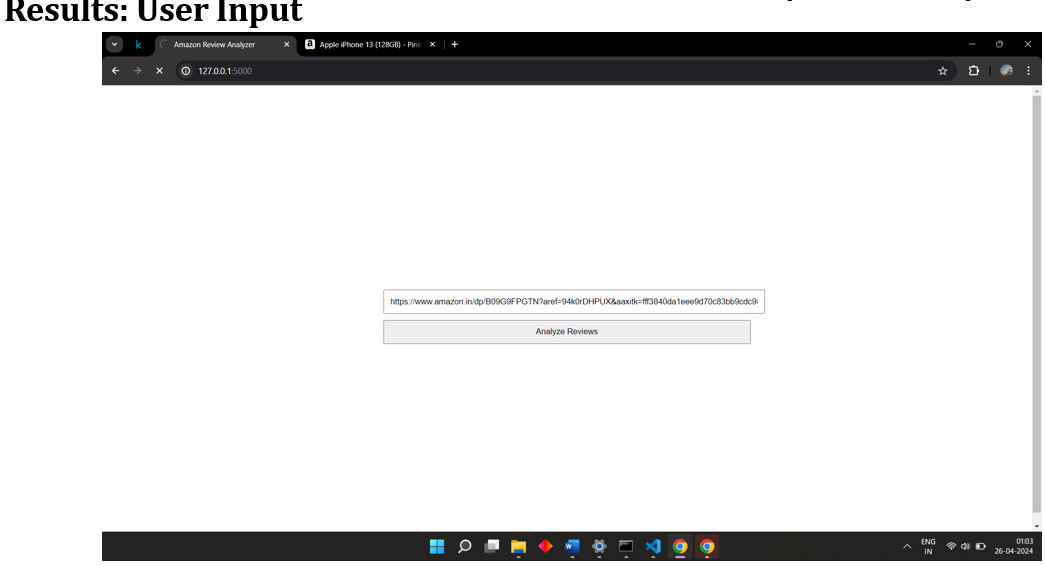 Results: User Input
k
Amazon Review Analyzer
a
Apple iPhone 13 (128GB) - Pink
127.0.0.1:5000
https://www.amazon.in/dp/B09G9FPGTN?aref=94k0rDHPUX&aaxitk=fff3840da1eee9d70c83bb9cdc9
Analyze Reviews
ENG
IN
01:03
26-04-2024